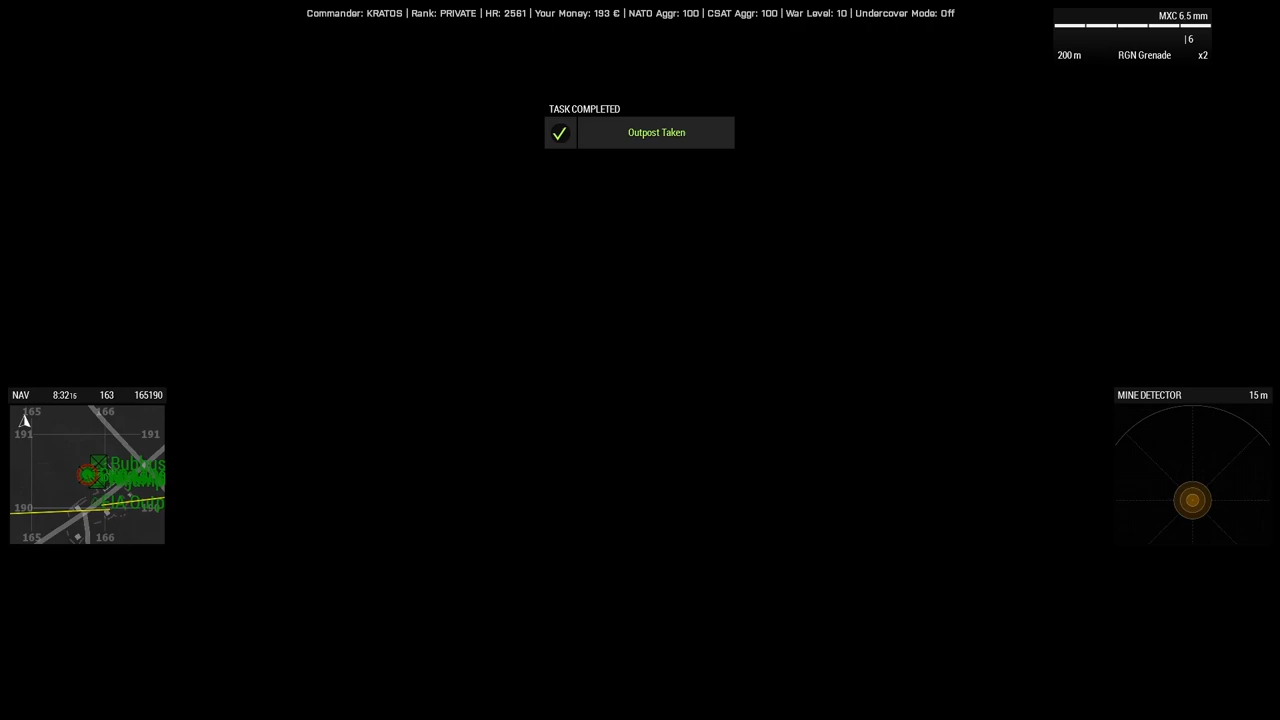 Commander: KRATOS | Rank: PRIVATE | HR: 2561 | Your Money: 193 € | NATO Aggr: 100 | CSAT Aggr: 100 | War Level: 10 | Undercover Mode: Off
MXC 6.5 mm
| 6
200 m RGN Grenade x2
TASK COMPLETED
Outpost Taken
NAV 8:32 16 163 165190
165 166
191 191
190
165 166
MINE DETECTOR 15 m